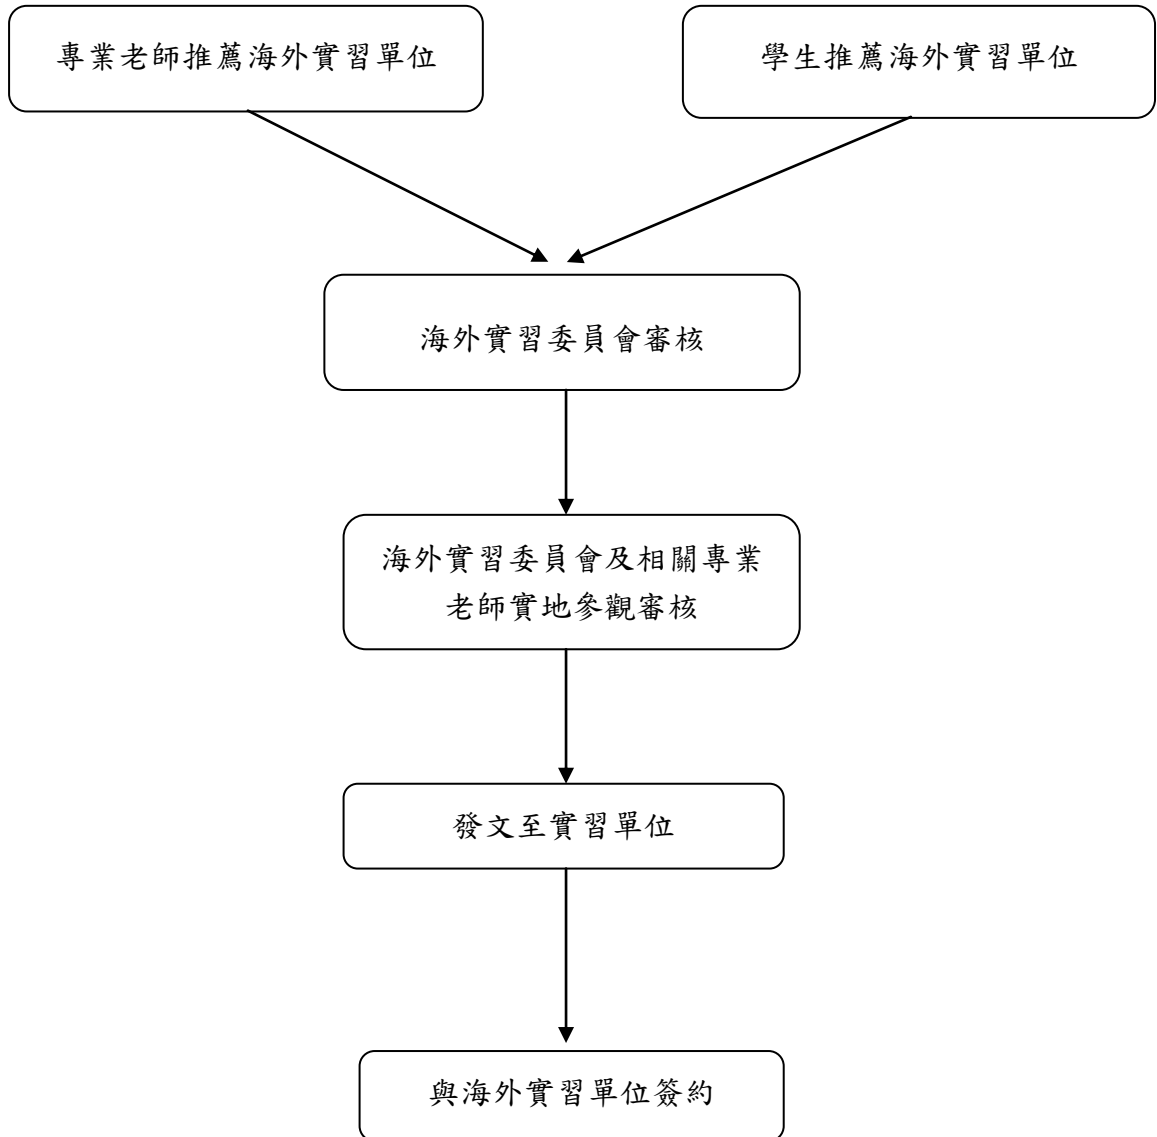 專業老師推薦海外實習單位
學生推薦海外實習單位
海外實習委員會審核
海外實習委員會及相關專業
老師實地參觀審核
發文至實習單位
與海外實習單位簽約